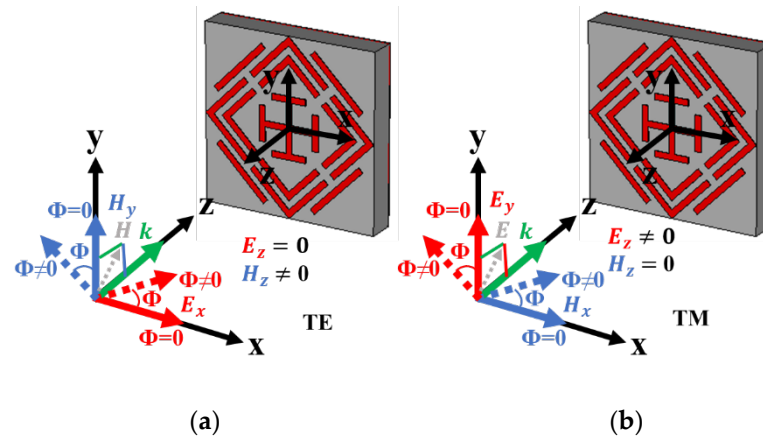 y
x
z
y
Φ=0
H_y
H
k
z
Φ
Φ≠0
Φ≠0
Φ
E_x
Φ=0
x
E_z = 0
H_z ≠ 0
TE
(a)
y
x
z
y
Φ=0
E_y
E
k
z
Φ
Φ≠0
Φ≠0
Φ
H_x
Φ=0
x
E_z ≠ 0
H_z = 0
TM
(b)